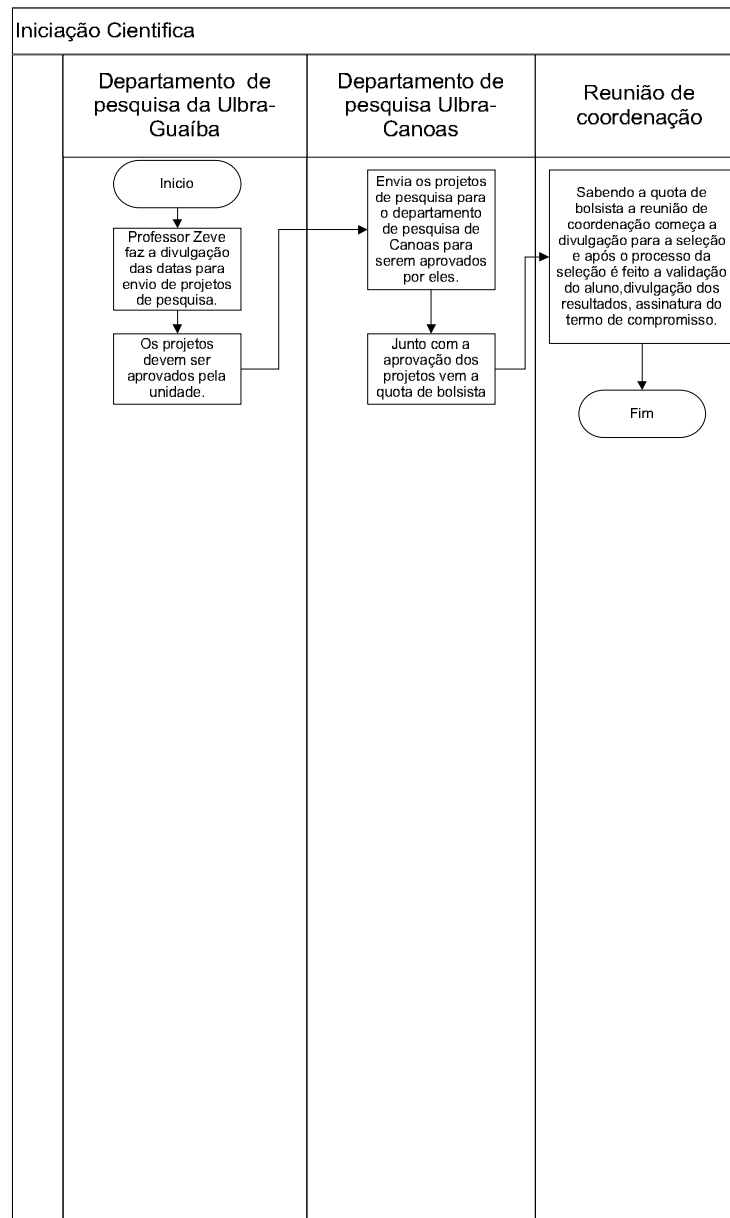 Iniciação Cientifica
Departamento de
pesquisa da Ulbra-
Guaíba
Departamento de
pesquisa Ulbra-
Canoas
Reunião de
coordenação
Inicio
Professor Zeve
faz a divulgação
das datas para
envio de projetos
de pesquisa.
Os projetos
devem ser
aprovados pela
unidade.
Envia os projetos
de pesquisa para
o departamento
de pesquisa de
Canoas para
serem aprovados
por eles.
Junto com a
aprovação dos
projetos vem a
quota de bolsista
Sabendo a quota de
bolsista a reunião de
coordenação começa a
divulgação para a seleção
e após o processo da
seleção é feito a validação
do aluno,divulgação dos
resultados, assinatura do
termo de compromisso.
Fim